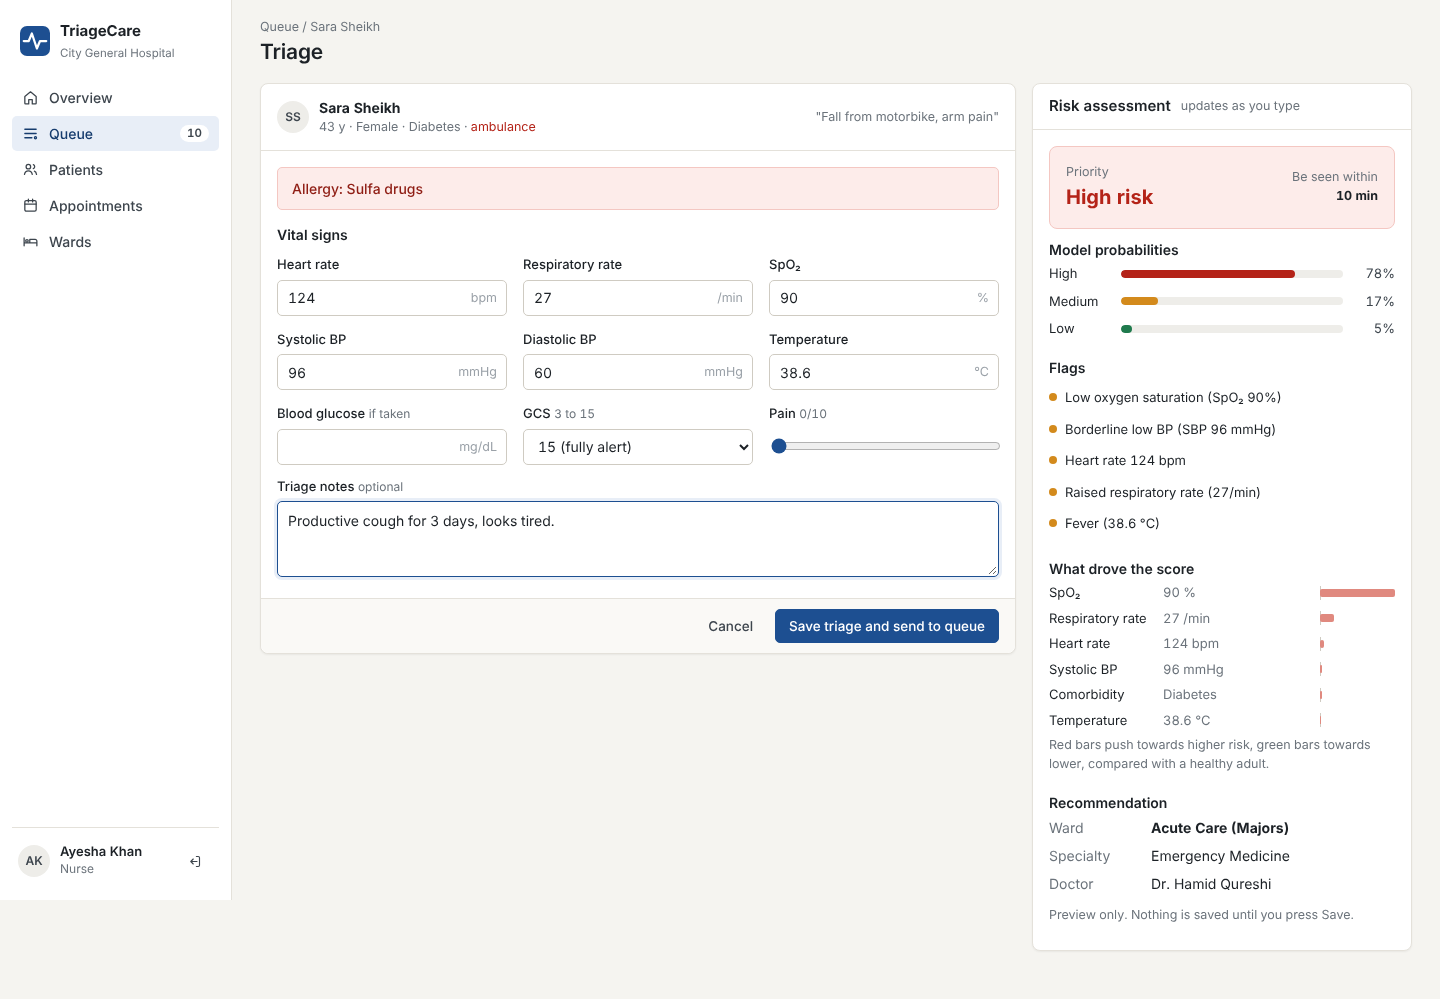 TriageCare
City General Hospital
Overview
Queue 10
Patients
Appointments
Wards
AK
Ayesha Khan
Nurse
Queue / Sara Sheikh
Triage
SS
Sara Sheikh
43 y · Female · Diabetes · ambulance
"Fall from motorbike, arm pain"
Allergy: Sulfa drugs
Vital signs
Heart rate
124 bpm
Respiratory rate
27 /min
SpO₂
90 %
Systolic BP
96 mmHg
Diastolic BP
60 mmHg
Temperature
38.6 °C
Blood glucose if taken
mg/dL
GCS 3 to 15
15 (fully alert)
Pain 0/10
Triage notes optional
Productive cough for 3 days, looks tired.
Cancel
Save triage and send to queue
Risk assessment updates as you type
Priority
High risk
Be seen within
10 min
Model probabilities
High 78%
Medium 17%
Low 5%
Flags
Low oxygen saturation (SpO₂ 90%)
Borderline low BP (SBP 96 mmHg)
Heart rate 124 bpm
Raised respiratory rate (27/min)
Fever (38.6 °C)
What drove the score
SpO₂ 90 %
Respiratory rate 27 /min
Heart rate 124 bpm
Systolic BP 96 mmHg
Comorbidity Diabetes
Temperature 38.6 °C
Red bars push towards higher risk, green bars towards
lower, compared with a healthy adult.
Recommendation
Ward Acute Care (Majors)
Specialty Emergency Medicine
Doctor Dr. Hamid Qureshi
Preview only. Nothing is saved until you press Save.